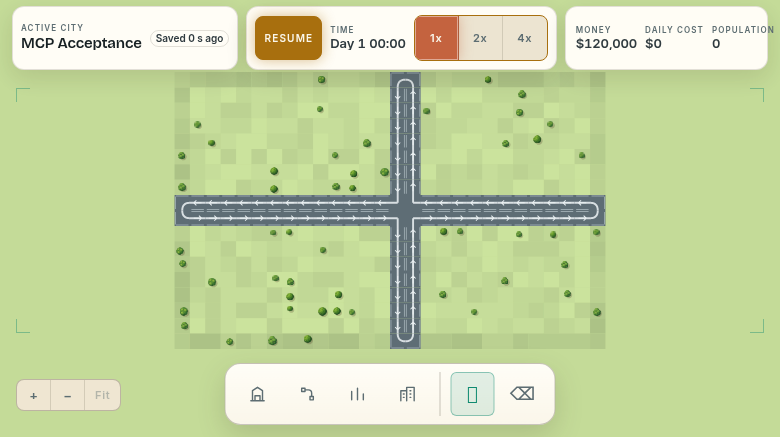 ACTIVE CITY
MCP Acceptance
Saved 0 s ago
RESUME
TIME
Day 1 00:00
1x
2x
4x
MONEY
$120,000
DAILY COST
$0
POPULATION
0
+
−
Fit